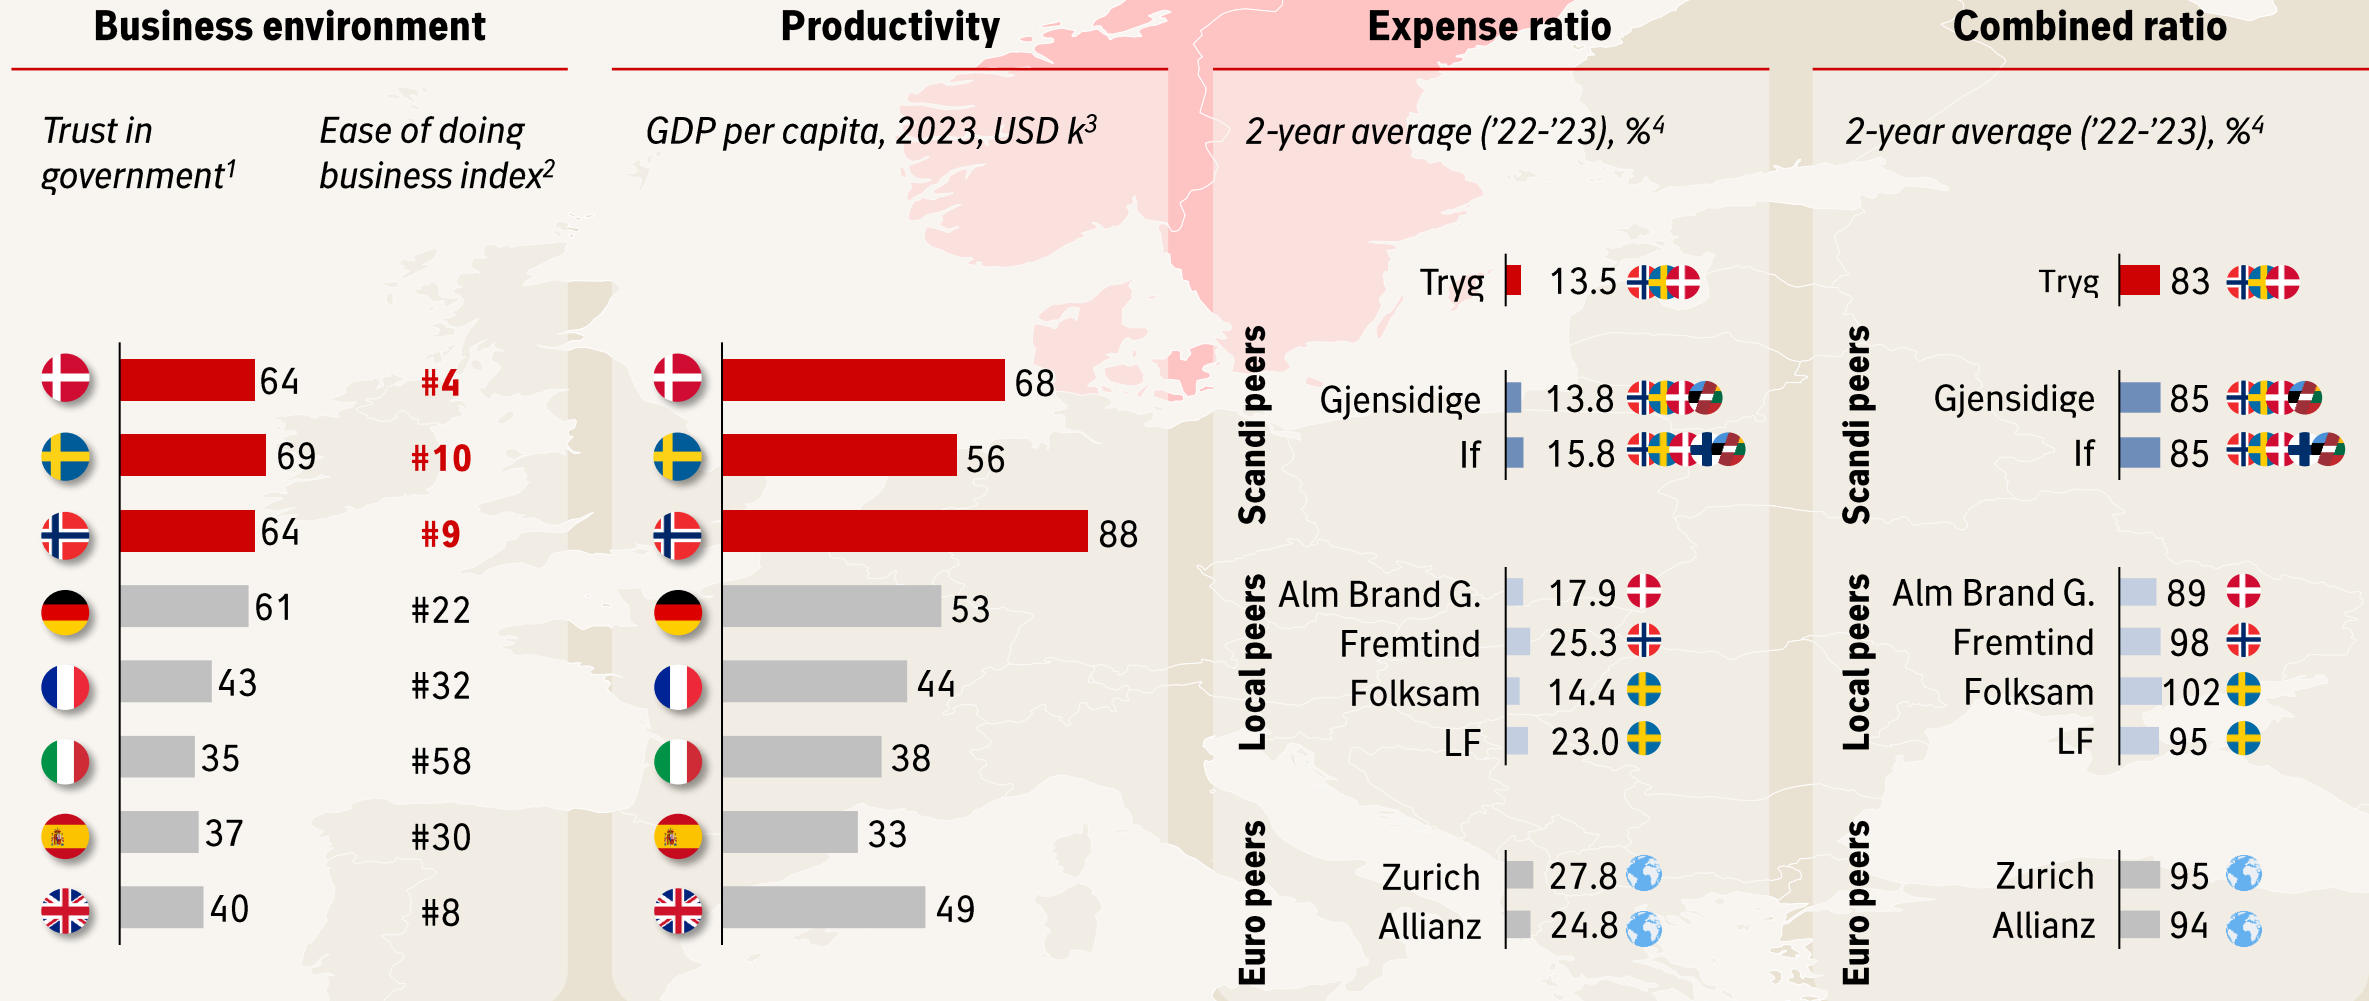 Business environment
Trust in
government1
Ease of doing
business index2
64 #4
69 #10
64 #9
61 #22
43 #32
35 #58
37 #30
40 #8
Productivity
GDP per capita, 2023, USD k3
68
56
88
53
44
38
33
49
Expense ratio
2-year average (’22-’23), %4
Tryg 13.5
Scandi peers
Gjensidige 13.8
If 15.8
Local peers
Alm Brand G. 17.9
Fremtind 25.3
Folksam 14.4
LF 23.0
Euro peers
Zurich 27.8
Allianz 24.8
Combined ratio
2-year average (’22-’23), %4
Tryg 83
Scandi peers
Gjensidige 85
If 85
Local peers
Alm Brand G. 89
Fremtind 98
Folksam 102
LF 95
Euro peers
Zurich 95
Allianz 94